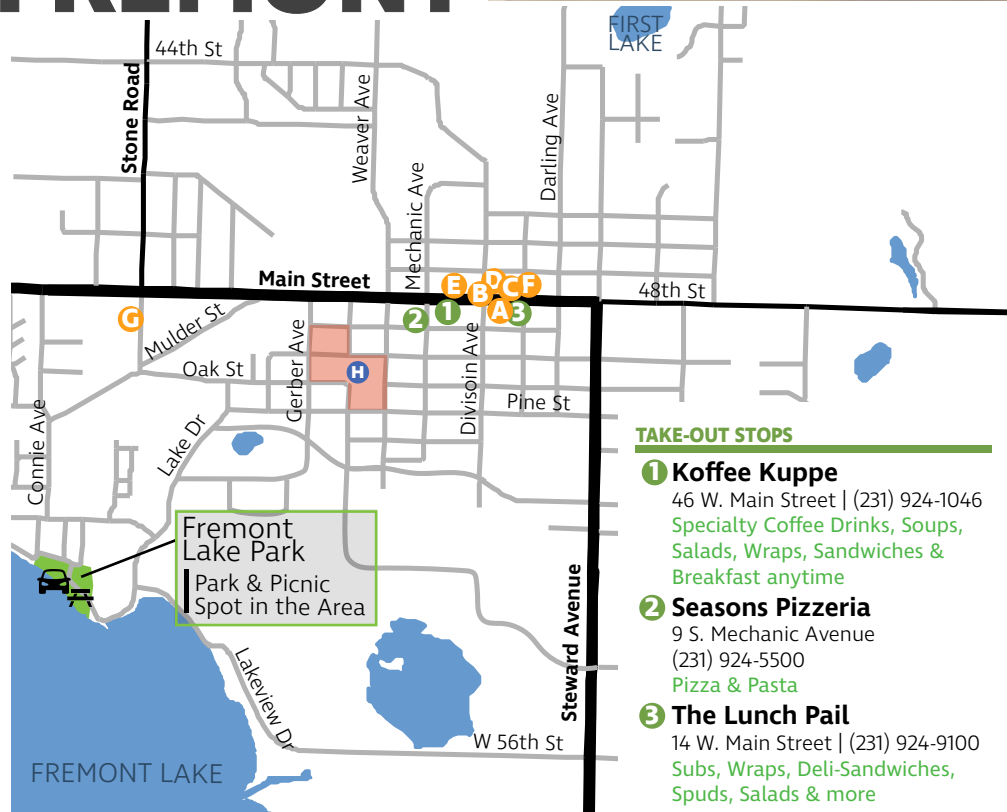 FREMONT
FIRST
LAKE
44th St
Stone Road
Weaver Ave
Mechanic Ave
Darling Ave
Main Street
48th St
E
D
B
C
F
A
1
2
3
G
Mulder St
H
Oak St
Gerber Ave
Divisoin Ave
Pine St
Connie Ave
Lake Dr
Fremont
Lake Park
Park & Picnic
Spot in the Area
Steward Avenue
Lakeview Dr
W 56th St
FREMONT LAKE
TAKE-OUT STOPS
1 Koffee Kuppe
46 W. Main Street | (231) 924-1046
Specialty Coffee Drinks, Soups,
Salads, Wraps, Sandwiches &
Breakfast anytime
2 Seasons Pizzeria
9 S. Mechanic Avenue
(231) 924-5500
Pizza & Pasta
3 The Lunch Pail
14 W. Main Street | (231) 924-9100
Subs, Wraps, Deli-Sandwiches,
Spuds, Salads & more